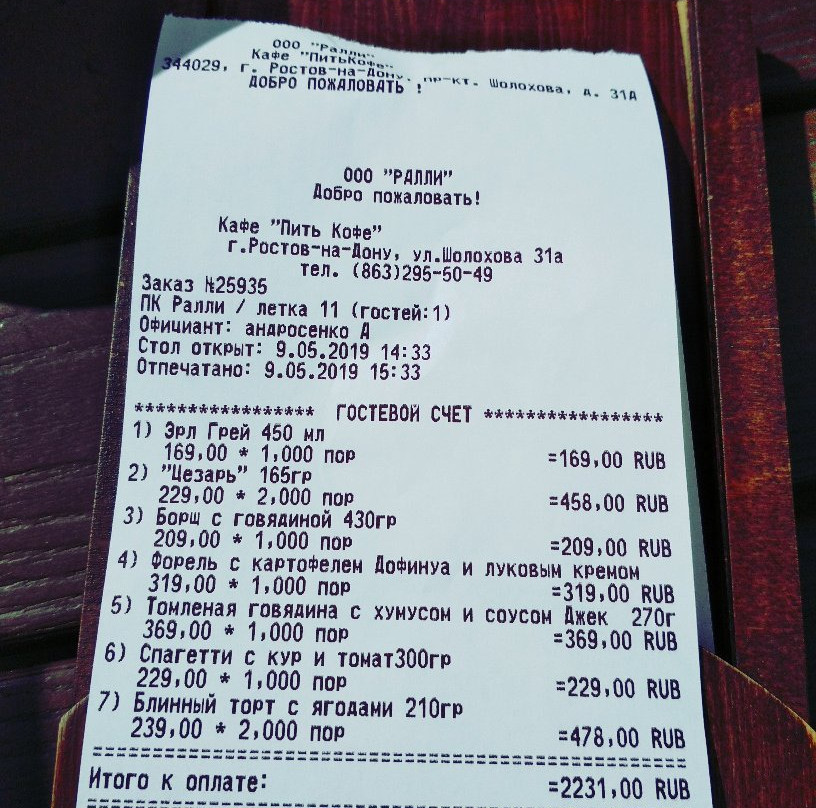 ООО "Ралли"
Кафе "ПитьКофе"
344029, г. Ростов-на-Дону, пр-кт. Шолохова, д. 31А
ДОБРО ПОЖАЛОВАТЬ !
ООО "РАЛЛИ"
Добро пожаловать!
Кафе "Пить Кофе"
г.Ростов-на-Дону, ул.Шолохова 31а
тел. (863)295-50-49
Заказ №25935
ПК Ралли / летка 11 (гостей:1)
Официант: андросенко А
Стол открыт: 9.05.2019 14:33
Отпечатано: 9.05.2019 15:33
***************** ГОСТЕВОЙ СЧЕТ *****************
1) Эрл Грей 450 мл
169,00 * 1,000 пор =169,00 RUB
2) "Цезарь" 165гр
229,00 * 2,000 пор =458,00 RUB
3) Борщ с говядиной 430гр
209,00 * 1,000 пор =209,00 RUB
4) Форель с картофелем Дофинуа и луковым кремом
319,00 * 1,000 пор =319,00 RUB
5) Томленая говядина с хумусом и соусом Джек 270г
369,00 * 1,000 пор =369,00 RUB
6) Спагетти с кур и томат300гр
229,00 * 1,000 пор =229,00 RUB
7) Блинный торт с ягодами 210гр
239,00 * 2,000 пор =478,00 RUB
Итого к оплате: =2231,00 RUB